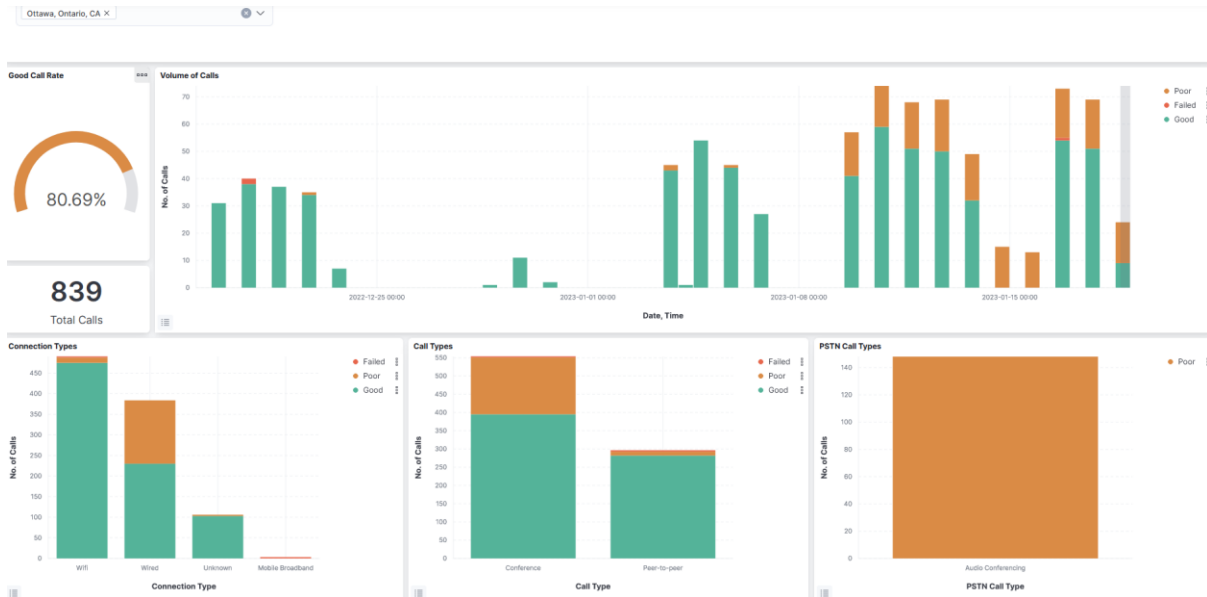 Ottawa, Ontario, CA ×
Good Call Rate
80.69%
839
Total Calls
Volume of Calls
No. of Calls
70
60
50
40
30
20
10
0
2022-12-25 00:00
2023-01-01 00:00
2023-01-08 00:00
2023-01-15 00:00
Date, Time
Poor
Failed
Good
Connection Types
No. of Calls
450
400
350
300
250
200
150
100
50
0
Wifi
Wired
Unknown
Mobile Broadband
Connection Type
Failed
Poor
Good
Call Types
No. of Calls
550
500
450
400
350
300
250
200
150
100
50
0
Conference
Peer-to-peer
Call Type
Failed
Poor
Good
PSTN Call Types
No. of Calls
140
120
100
80
60
40
20
0
Audio Conferencing
PSTN Call Type
Poor